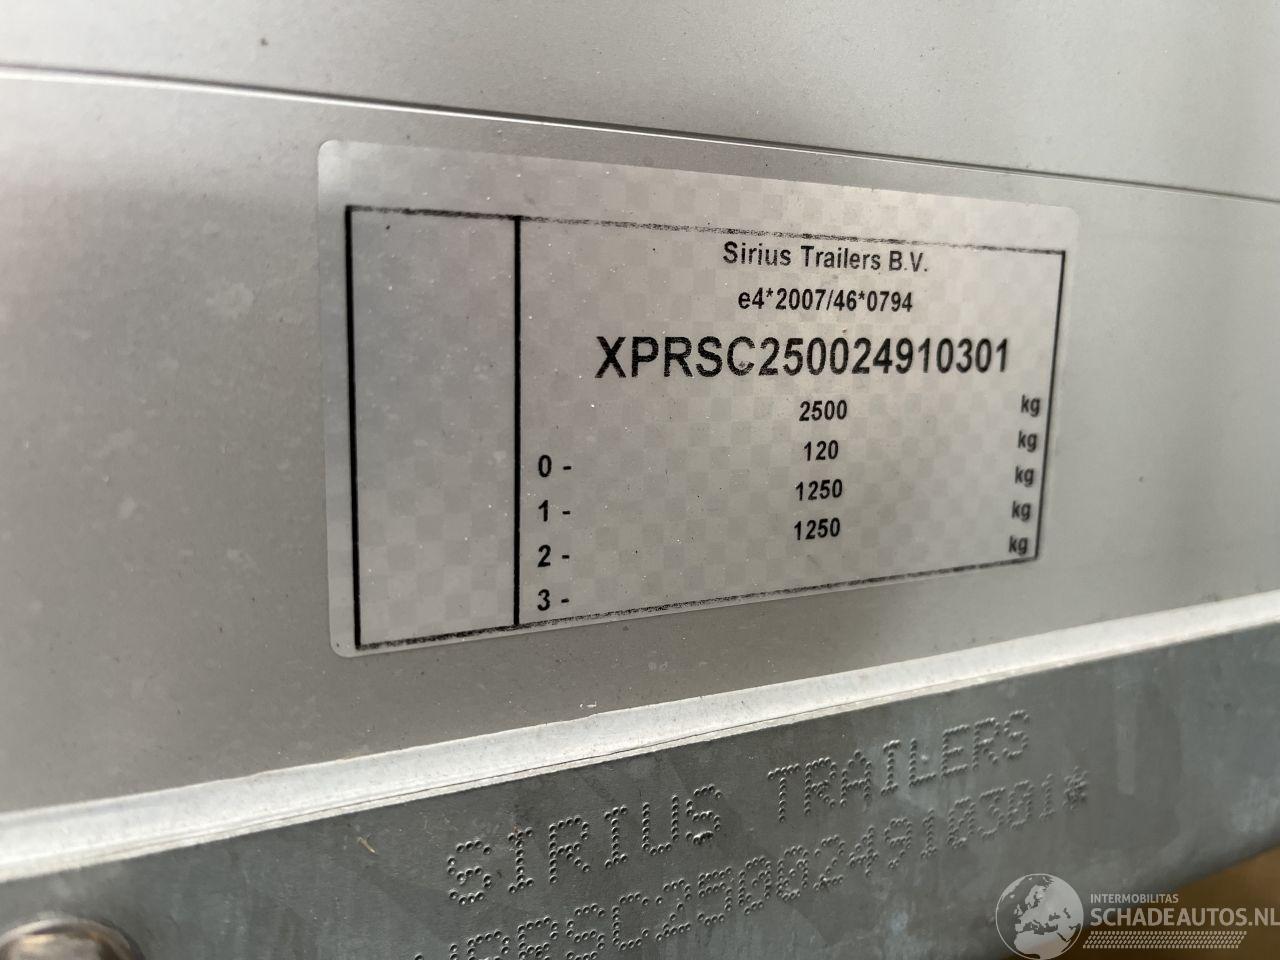 Sirius Trailers B.V.
e4*2007/46*0794
XPRSC250024910301
2500 kg
0 - 120 kg
1 - 1250 kg
2 - 1250 kg
3 - kg
SIRIUS TRAILERS
PRSC250024910301*
INTERMOBILITAS
SCHADEAUTOS.NL